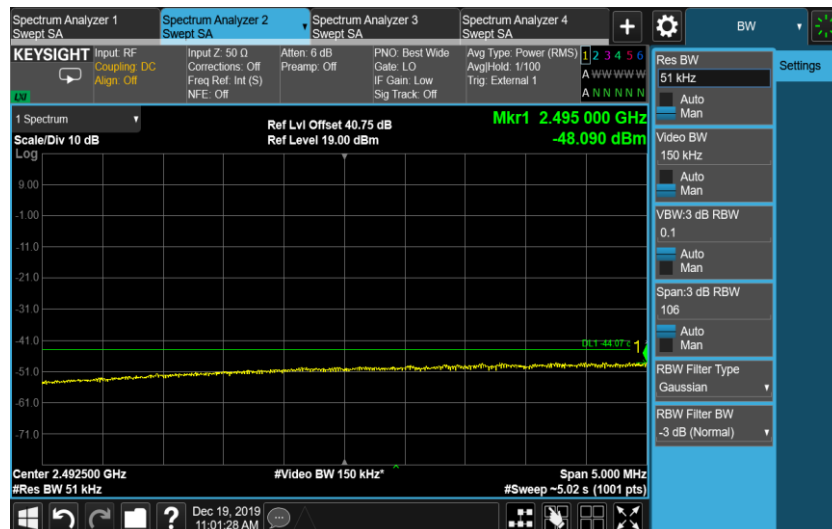 Spectrum Analyzer 1
Swept SA
Spectrum Analyzer 2
Swept SA
Spectrum Analyzer 3
Swept SA
Spectrum Analyzer 4
Swept SA
+
BW
KEYSIGHT
LXI
Input: RF
Coupling: DC
Align: Off
Input Z: 50 Ω
Corrections: Off
Freq Ref: Int (S)
NFE: Off
Atten: 6 dB
Preamp: Off
PNO: Best Wide
Gate: LO
IF Gain: Low
Sig Track: Off
Avg Type: Power (RMS)
Avg|Hold: 1/100
Trig: External 1
1 2 3 4 5 6
A W W W W W
A N N N N N
1 Spectrum
Scale/Div 10 dB
Log
Ref Lvl Offset 40.75 dB
Ref Level 19.00 dBm
Mkr1 2.495 000 GHz
-48.090 dBm
9.00
-1.00
-11.0
-21.0
-31.0
-41.0
-51.0
-61.0
-71.0
DL1 -44.07
1
Center 2.492500 GHz
#Res BW 51 kHz
#Video BW 150 kHz*
Span 5.000 MHz
#Sweep ~5.02 s (1001 pts)
Res BW
51 kHz
Auto
Man
Video BW
150 kHz
Auto
Man
VBW:3 dB RBW
0.1
Auto
Man
Span:3 dB RBW
106
Auto
Man
RBW Filter Type
Gaussian
RBW Filter BW
-3 dB (Normal)
Settings
?
Dec 19, 2019
11:01:28 AM